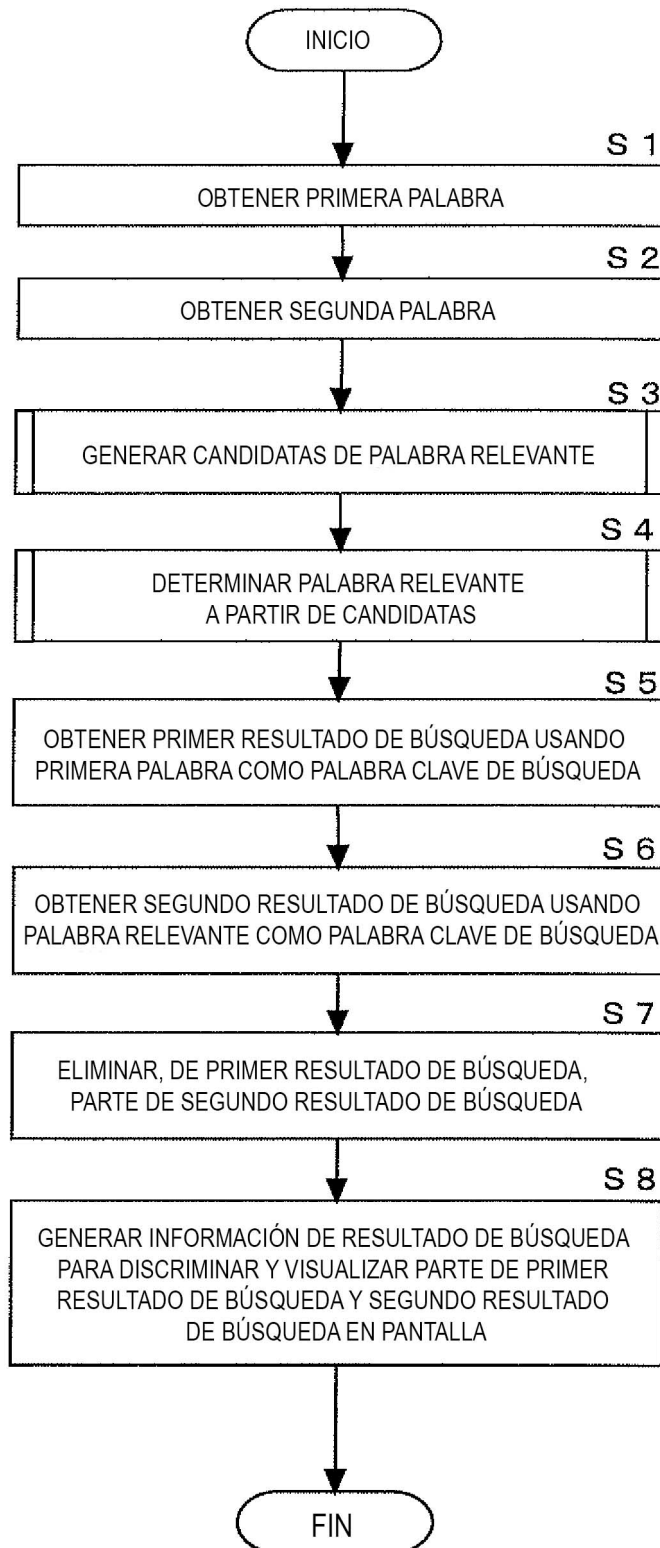 INICIO
S 1
OBTENER PRIMERA PALABRA
S 2
OBTENER SEGUNDA PALABRA
S 3
GENERAR CANDIDATAS DE PALABRA RELEVANTE
S 4
DETERMINAR PALABRA RELEVANTE
A PARTIR DE CANDIDATAS
S 5
OBTENER PRIMER RESULTADO DE BÚSQUEDA USANDO
PRIMERA PALABRA COMO PALABRA CLAVE DE BÚSQUEDA
S 6
OBTENER SEGUNDO RESULTADO DE BÚSQUEDA USANDO
PALABRA RELEVANTE COMO PALABRA CLAVE DE BÚSQUEDA
S 7
ELIMINAR, DE PRIMER RESULTADO DE BÚSQUEDA,
PARTE DE SEGUNDO RESULTADO DE BÚSQUEDA
S 8
GENERAR INFORMACIÓN DE RESULTADO DE BÚSQUEDA
PARA DISCRIMINAR Y VISUALIZAR PARTE DE PRIMER
RESULTADO DE BÚSQUEDA Y SEGUNDO RESULTADO
DE BÚSQUEDA EN PANTALLA
FIN